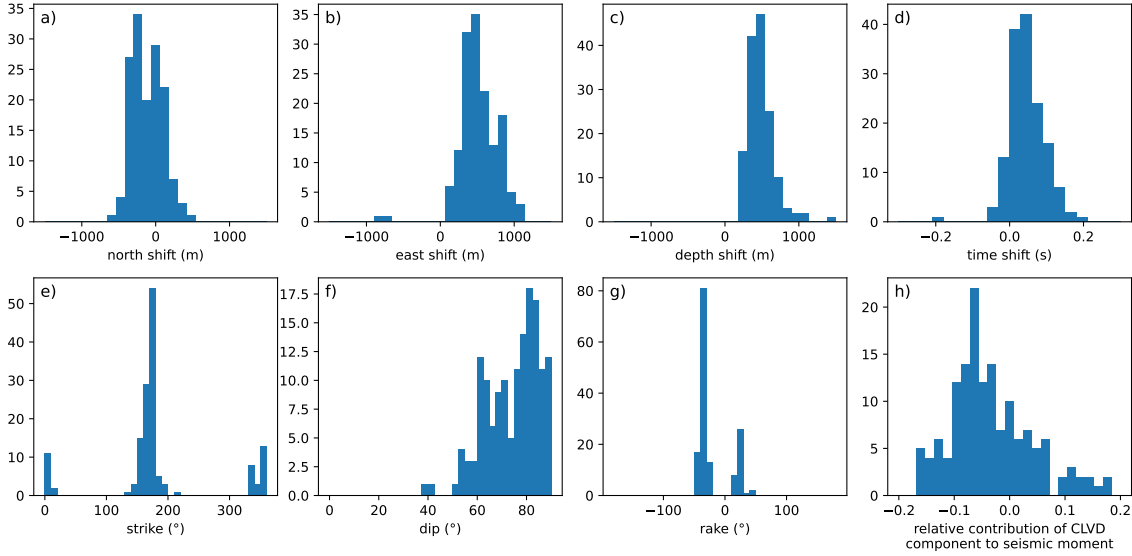 a)
35
30
25
20
15
10
5
0
−1000 0 1000
north shift (m)
b)
35
30
25
20
15
10
5
0
−1000 0 1000
east shift (m)
c)
40
30
20
10
0
−1000 0 1000
depth shift (m)
d)
40
30
20
10
0
−0.2 0.0 0.2
time shift (s)
e)
50
40
30
20
10
0
0 100 200 300
strike (°)
f)
17.5
15.0
12.5
10.0
7.5
5.0
2.5
0.0
0 20 40 60 80
dip (°)
g)
80
60
40
20
0
−100 0 100
rake (°)
h)
20
15
10
5
0
−0.2 −0.1 0.0 0.1 0.2
relative contribution of CLVD
component to seismic moment